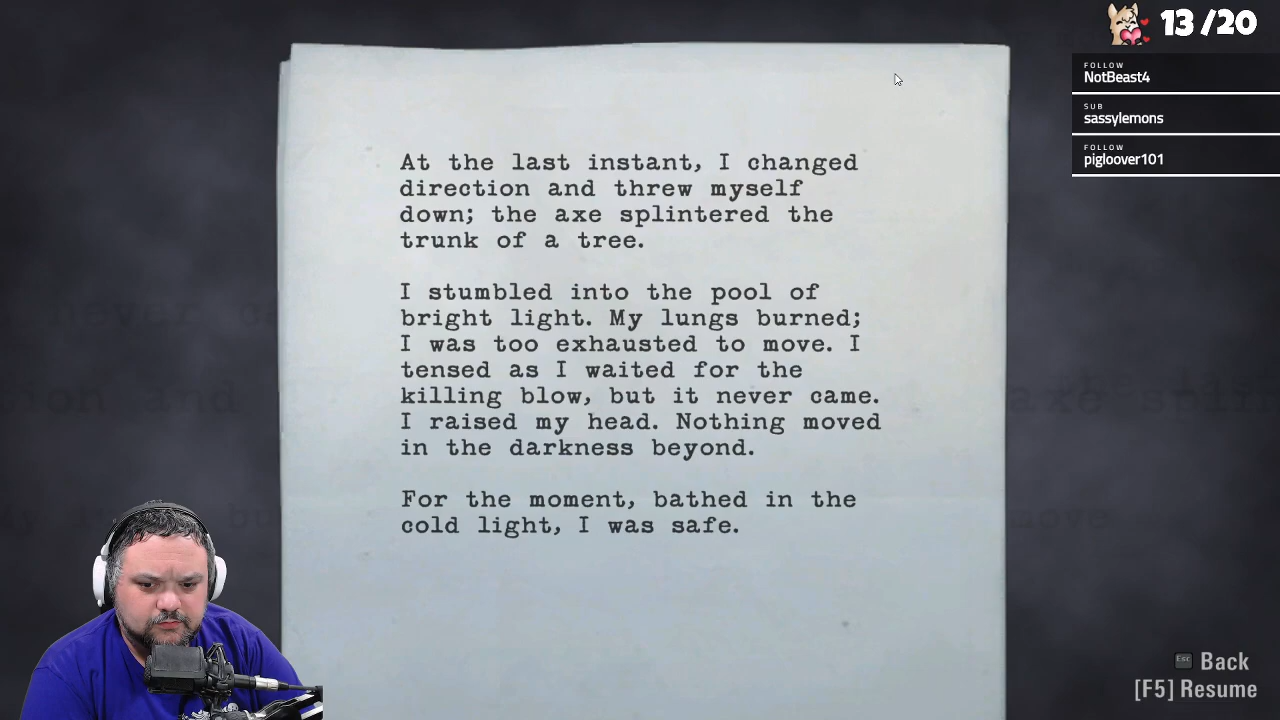 13 /20
FOLLOW
NotBeast4
SUB
sassylemons
FOLLOW
pigloover101
At the last instant, I changed
direction and threw myself
down; the axe splintered the
trunk of a tree.
I stumbled into the pool of
bright light. My lungs burned;
I was too exhausted to move. I
tensed as I waited for the
killing blow, but it never came.
I raised my head. Nothing moved
in the darkness beyond.
For the moment, bathed in the
cold light, I was safe.
Esc Back
[F5] Resume